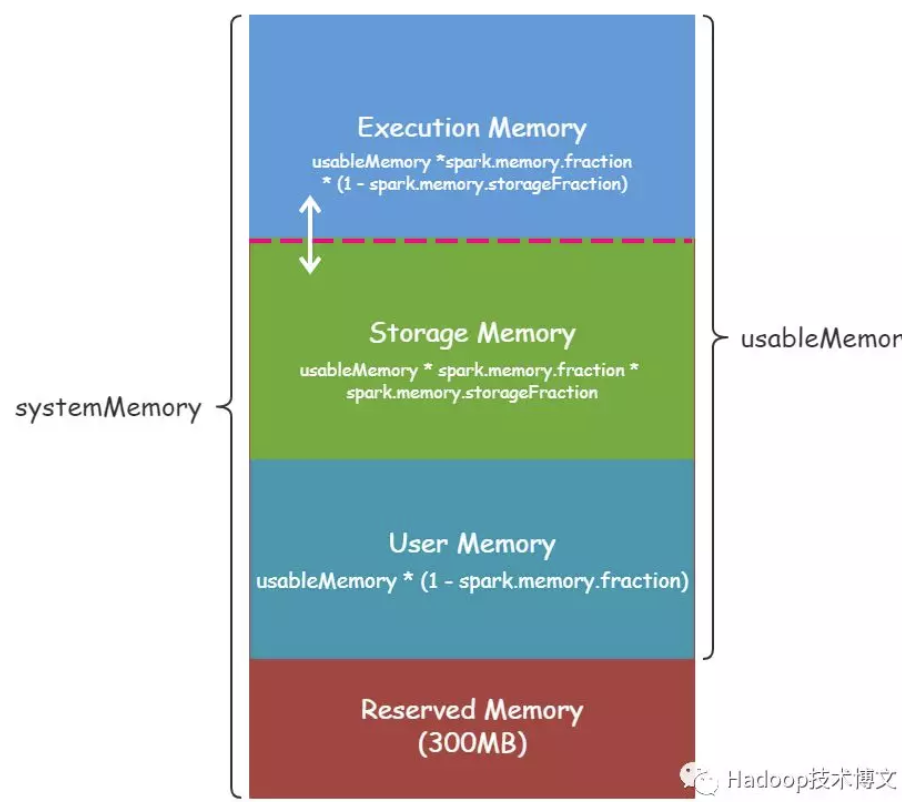 Execution Memory
usableMemory *spark.memory.fraction
* (1 - spark.memory.storageFraction)
Storage Memory
usableMemory * spark.memory.fraction *
spark.memory.storageFraction
usableMemor
systemMemory
User Memory
usableMemory * (1 - spark.memory.fraction)
Reserved Memory
(300MB)
Hadoop技术博文